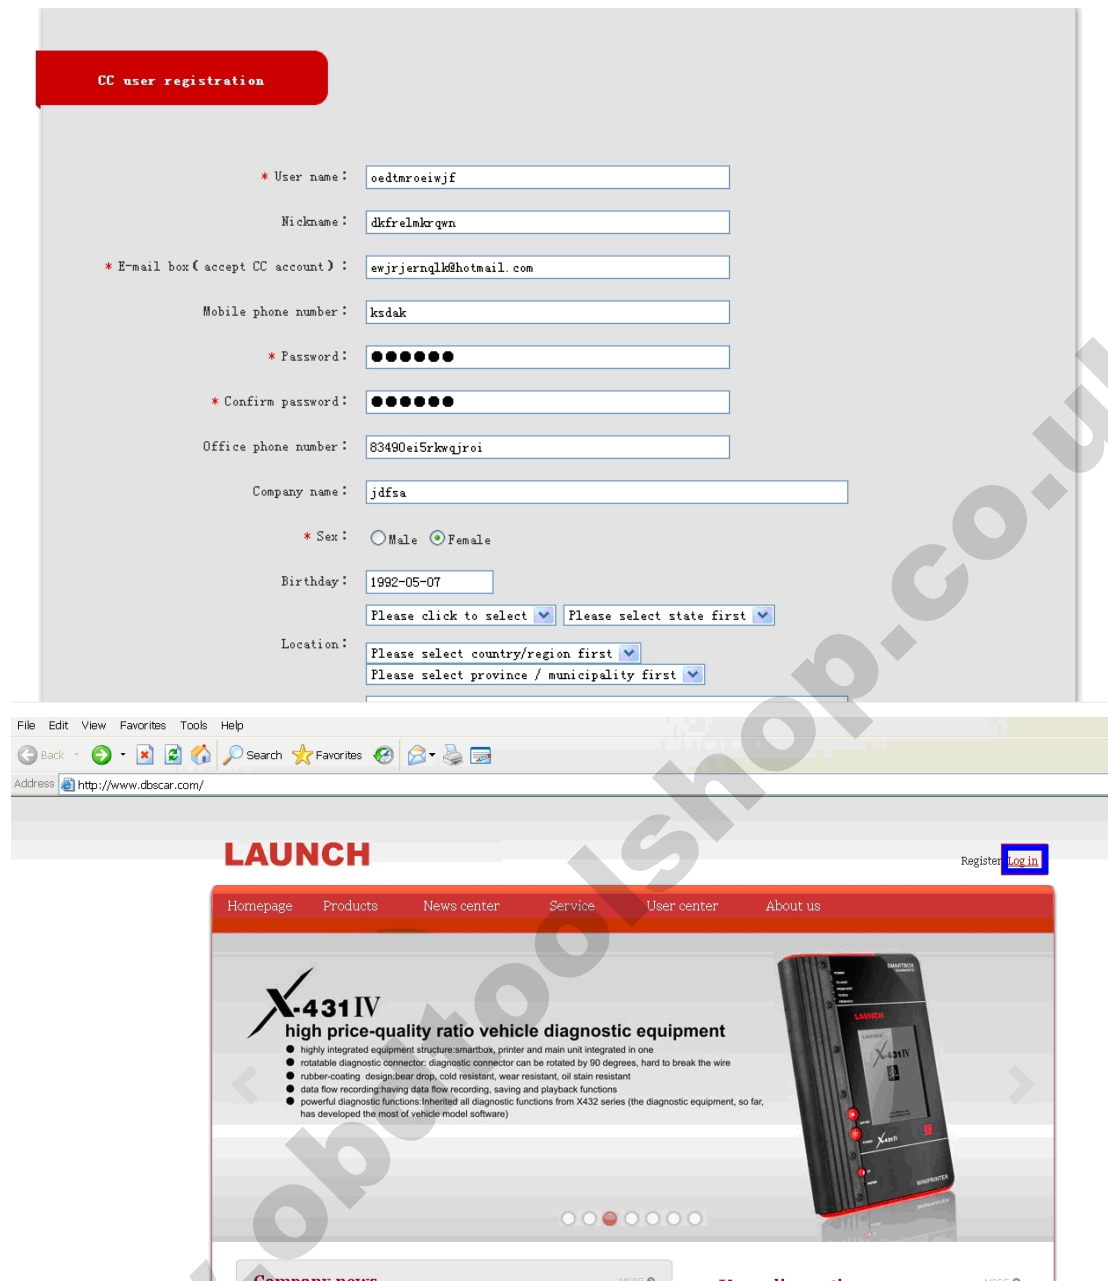 CC user registration
* User name: oedtmroeiwjf
Nickname: dkfrelmkrqwn
* E-mail box( accept CC account) : ewjrjernqlk@hotmail.com
Mobile phone number: ksdak
* Password: ●●●●●●
* Confirm password: ●●●●●●
Office phone number: 83490ei5rkwqjroi
Company name: jdfsa
* Sex: Male Female
Birthday: 1992-05-07
Please click to select Please select state first
Location: Please select country/region first
Please select province / municipality first
File Edit View Favorites Tools Help
Back Search Favorites
Address http://www.dbscar.com/
LAUNCH
Register Log in
Homepage Products News center Service User center About us
X-431 IV
high price-quality ratio vehicle diagnostic equipment
● highly integrated equipment structure:smartbox, printer and main unit integrated in one
● rotatable diagnostic connector: diagnostic connector can be rotated by 90 degrees, hard to break the wire
● rubber-coating design:bear drop, cold resistant, wear resistant, oil stain resistant
● data flow recording:having data flow recording, saving and playback functions
● powerful diagnostic functions:Inherited all diagnostic functions from X432 series (the diagnostic equipment, so far,
has developed the most of vehicle model software)
SMARTBOX
LAUNCH
X-431 IV
X-431 IV
MINIPRINTER
Company news MORE
MORE
.obdtoolshop.co.u